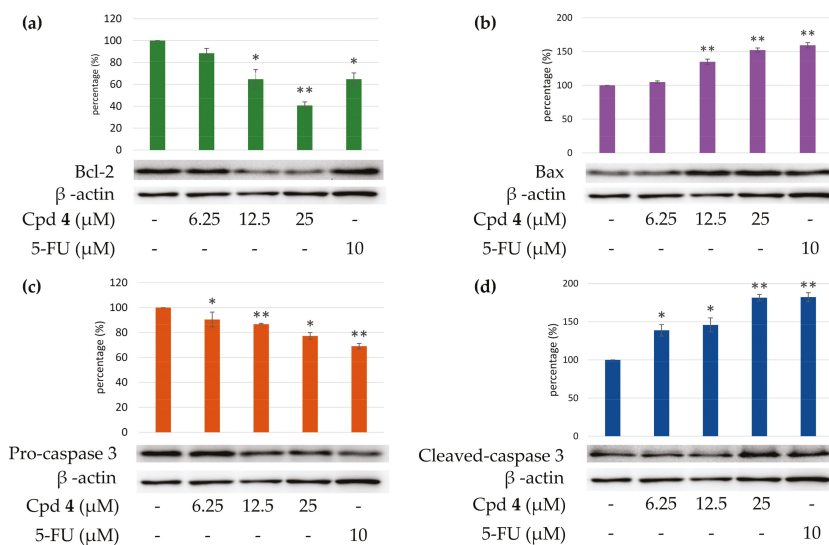 (a)
percentage (%)
120
100
80
60
40
20
0
* ** *
Bcl-2
β -actin
Cpd 4 (μM) - 6.25 12.5 25 -
5-FU (μM) - - - - 10
(b)
percentage (%)
200
150
100
50
0
** ** **
Bax
β -actin
Cpd 4 (μM) - 6.25 12.5 25 -
5-FU (μM) - - - - 10
(c)
percentage (%)
120
100
80
60
40
20
0
* ** * **
Pro-caspase 3
β -actin
Cpd 4 (μM) - 6.25 12.5 25 -
5-FU (μM) - - - - 10
(d)
percentage (%)
200
150
100
50
0
* * ** **
Cleaved-caspase 3
β -actin
Cpd 4 (μM) - 6.25 12.5 25 -
5-FU (μM) - - - - 10